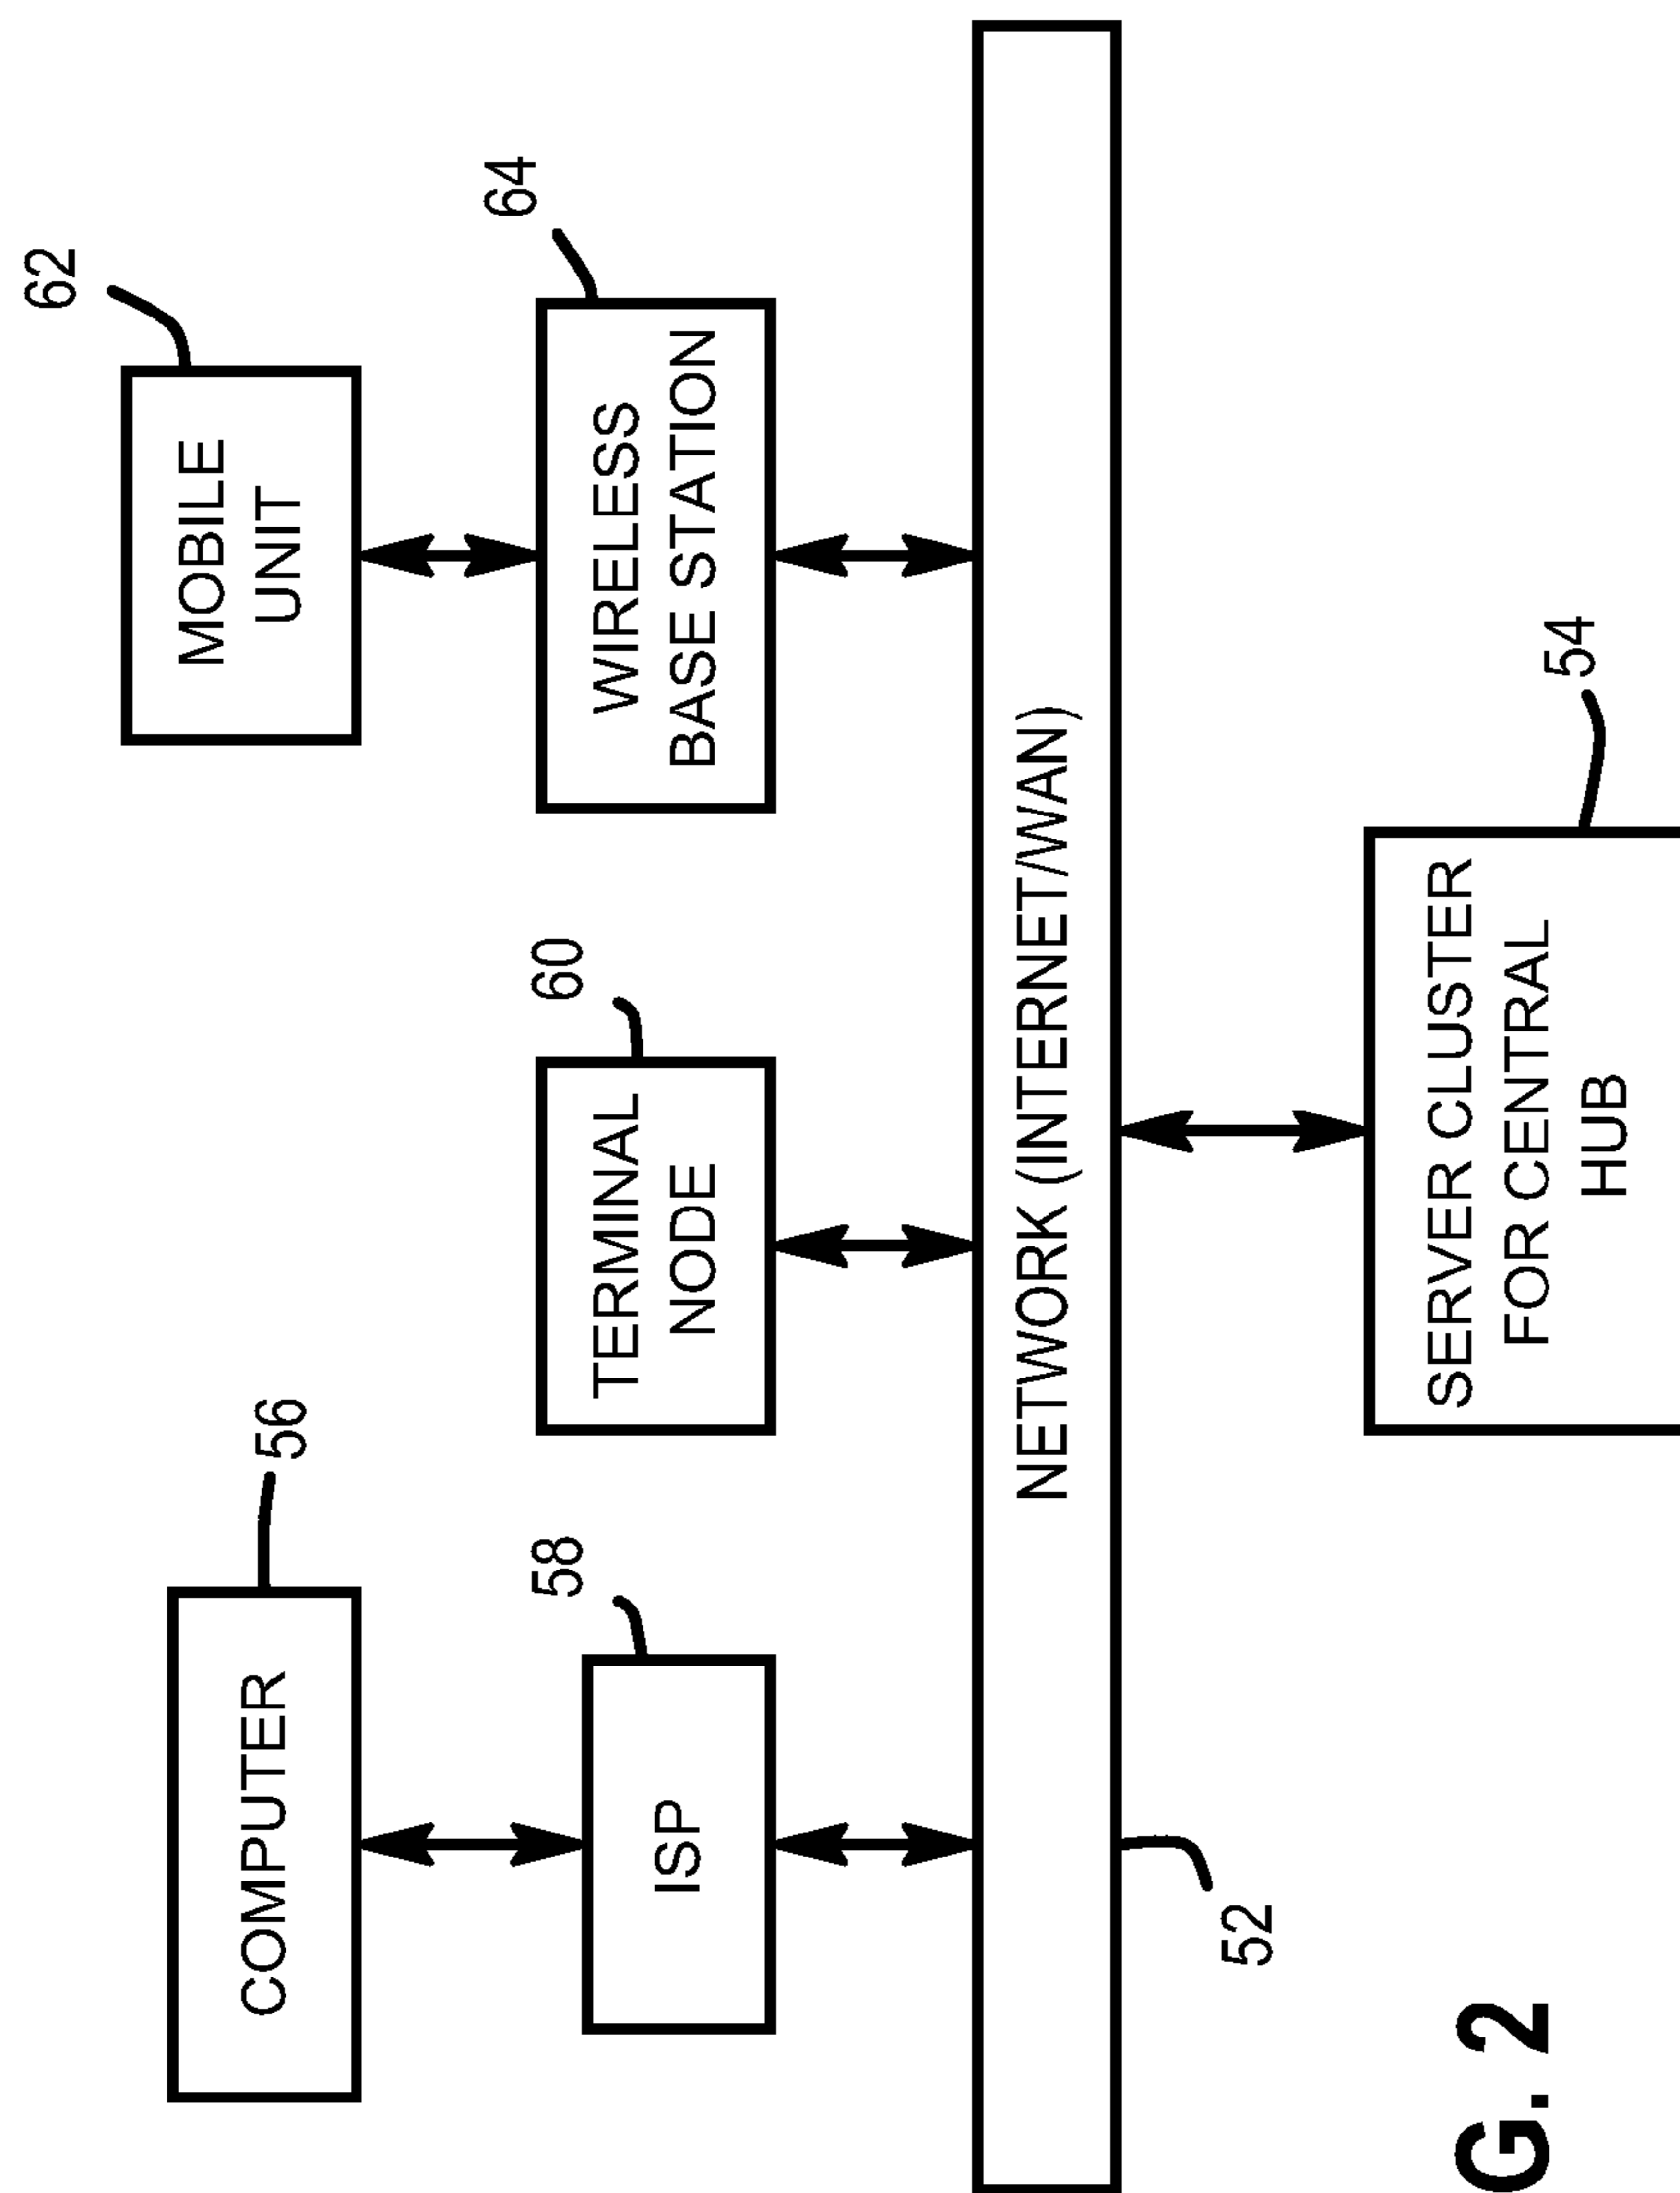 62
MOBILE
UNIT
56
COMPUTER
64
WIRELESS
BASE STATION
60
TERMINAL
NODE
58
ISP
NETWORK (INTERNET/WAN)
52
54
SERVER CLUSTER
FOR CENTRAL
HUB
G. 2